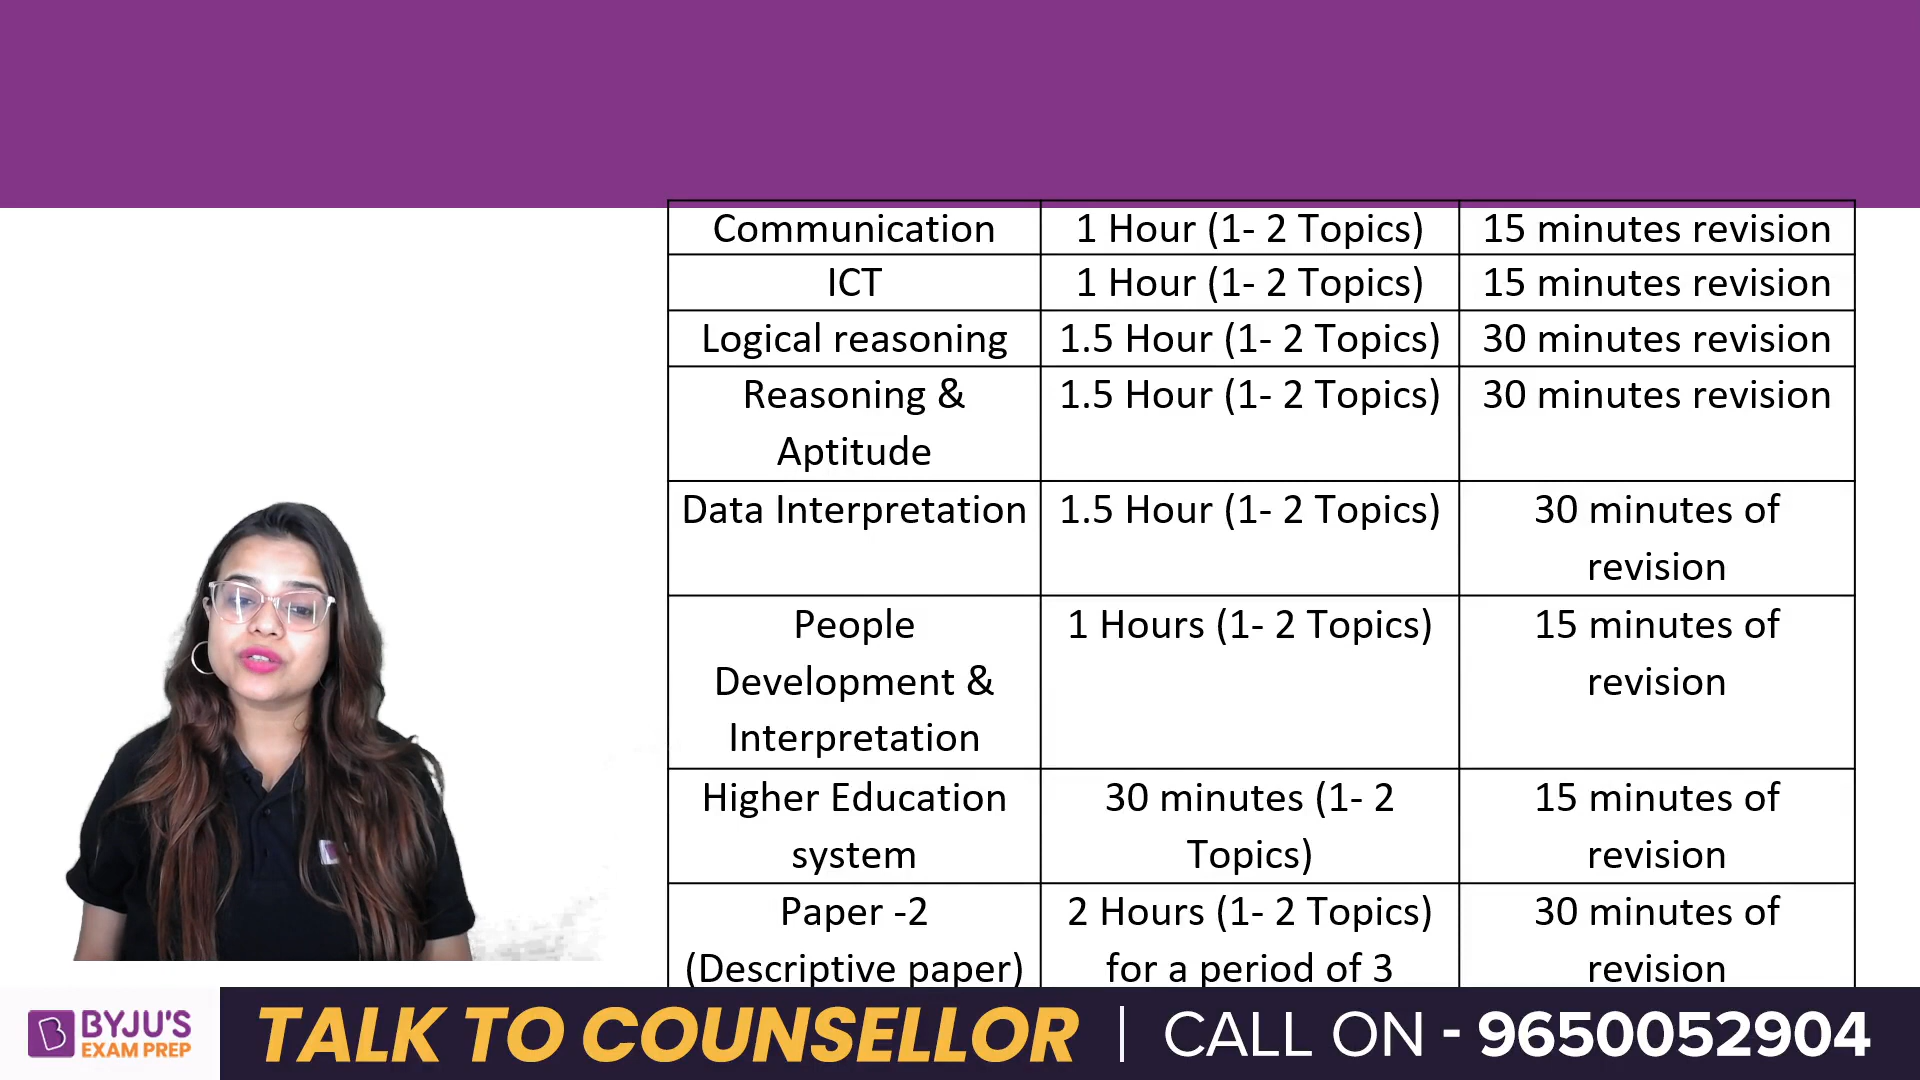 Communication 1 Hour (1- 2 Topics) 15 minutes revision
ICT 1 Hour (1- 2 Topics) 15 minutes revision
Logical reasoning 1.5 Hour (1- 2 Topics) 30 minutes revision
Reasoning & 1.5 Hour (1- 2 Topics) 30 minutes revision
Aptitude
Data Interpretation 1.5 Hour (1- 2 Topics) 30 minutes of
revision
People 1 Hours (1- 2 Topics) 15 minutes of
Development & revision
Interpretation
Higher Education 30 minutes (1- 2 15 minutes of
system Topics) revision
Paper -2 2 Hours (1- 2 Topics) 30 minutes of
(Descriptive paper) for a period of 3 revision
BYJU'S
EXAM PREP
TALK TO COUNSELLOR | CALL ON - 9650052904